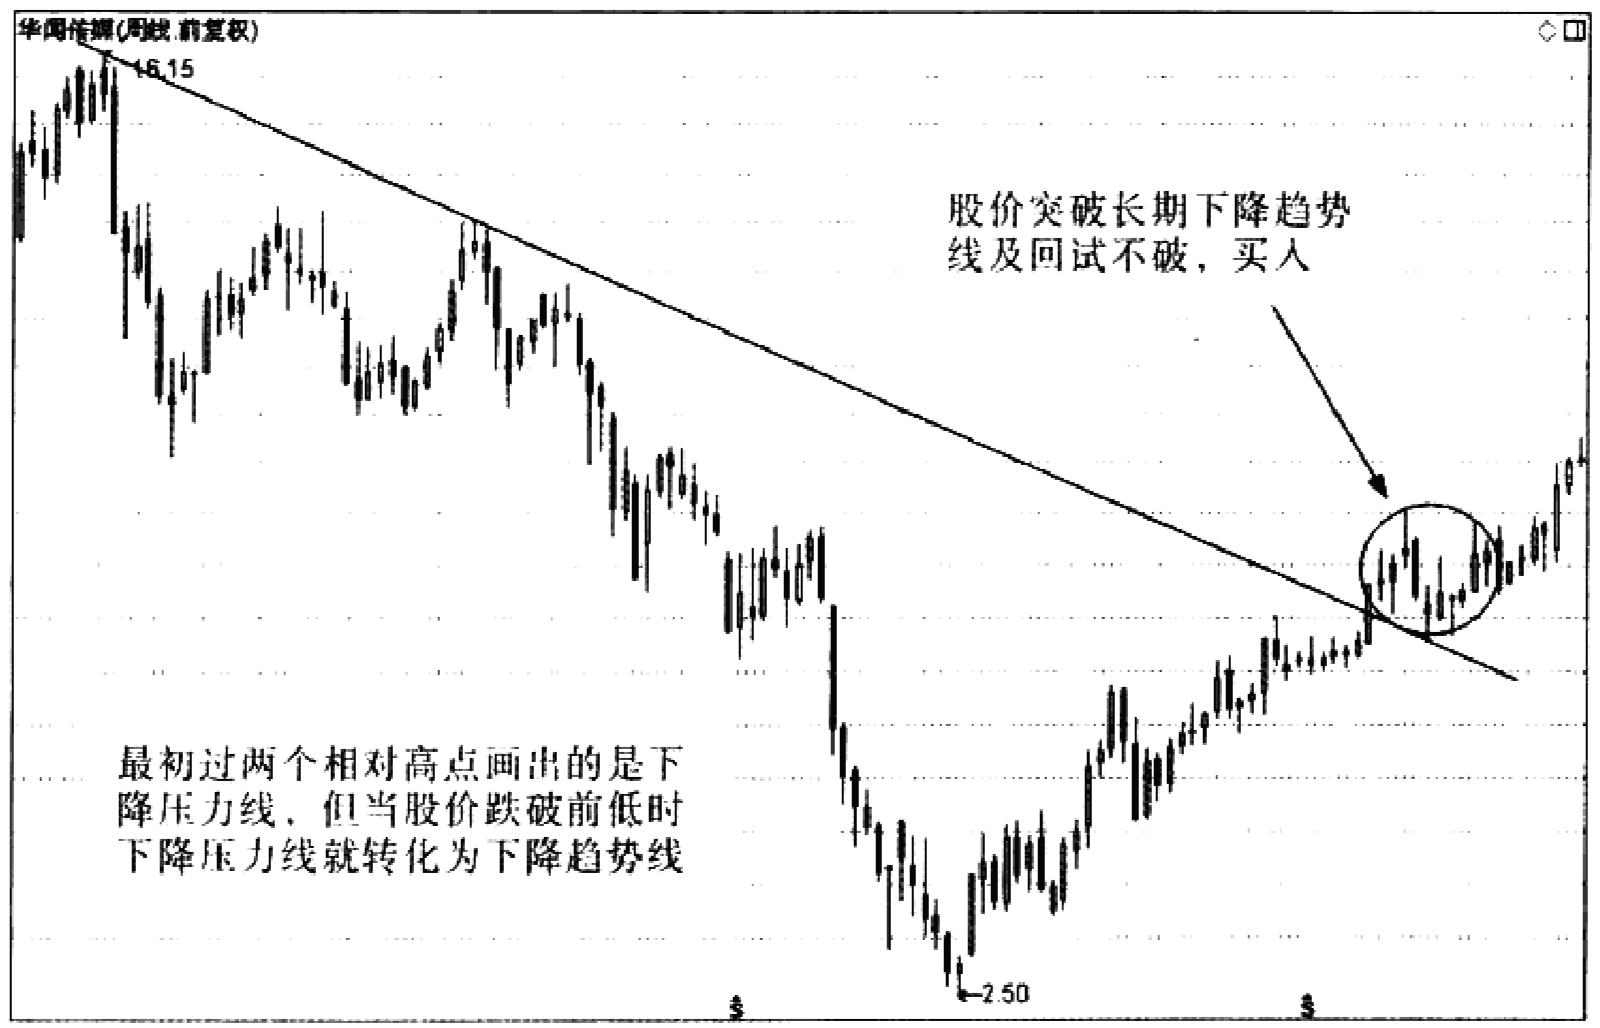 华闻传媒(周线.前复权)
16.15
股价突破长期下降趋势
线及回试不破，买入
最初过两个相对高点画出的是下
降压力线，但当股价跌破前低时
下降压力线就转化为下降趋势线
2.50
$ $